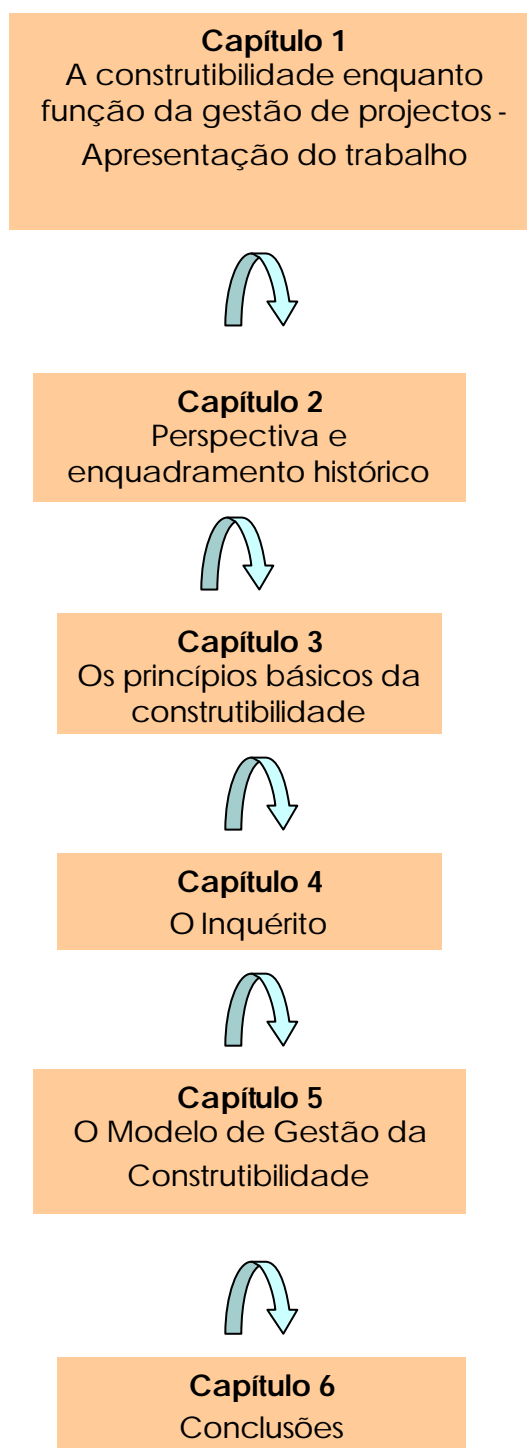 Capítulo 1
A construtibilidade enquanto
função da gestão de projectos -
Apresentação do trabalho
Capítulo 2
Perspectiva e
enquadramento histórico
Capítulo 3
Os princípios básicos da
construtibilidade
Capítulo 4
O Inquérito
Capítulo 5
O Modelo de Gestão da
Construtibilidade
Capítulo 6
Conclusões